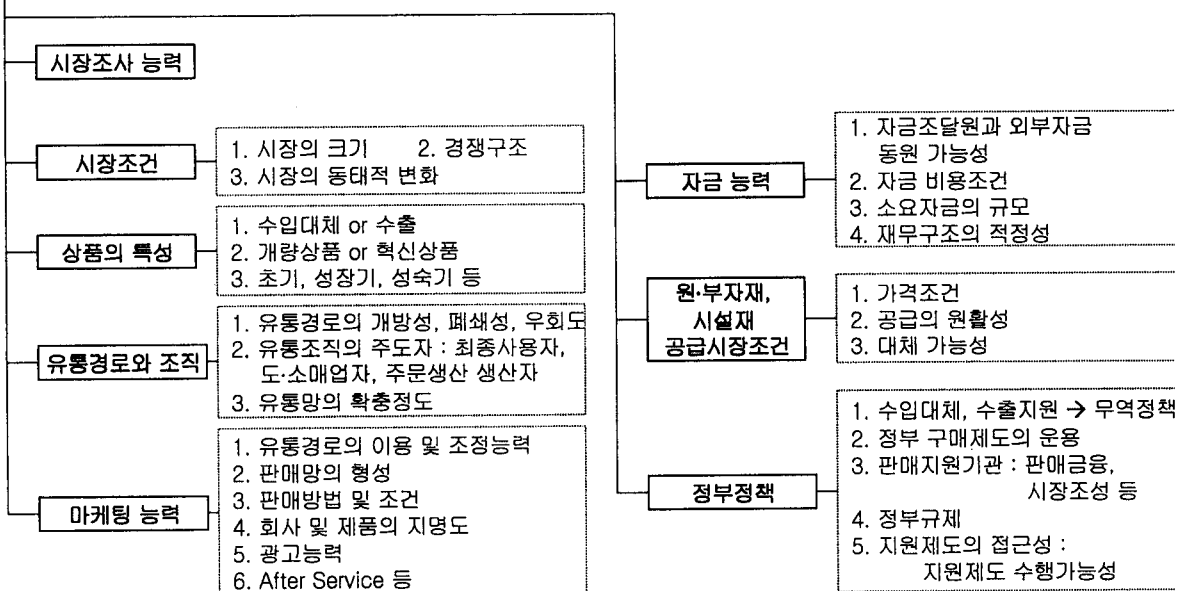 시장조사 능력
시장조건
1. 시장의 크기 2. 경쟁구조
3. 시장의 동태적 변화
상품의 특성
1. 수입대체 or 수출
2. 개량상품 or 혁신상품
3. 초기, 성장기, 성숙기 등
유통경로와 조직
1. 유통경로의 개방성, 폐쇄성, 우회도
2. 유통조직의 주도자 : 최종사용자,
도·소매업자, 주문생산 생산자
3. 유통망의 확충정도
마케팅 능력
1. 유통경로의 이용 및 조정능력
2. 판매망의 형성
3. 판매방법 및 조건
4. 회사 및 제품의 지명도
5. 광고능력
6. After Service 등
자금 능력
1. 자금조달원과 외부자금
동원 가능성
2. 자금 비용조건
3. 소요자금의 규모
4. 재무구조의 적정성
원·부자재,
시설재
공급시장조건
1. 가격조건
2. 공급의 원활성
3. 대체 가능성
정부정책
1. 수입대체, 수출지원 → 무역정책
2. 정부 구매제도의 운용
3. 판매지원기관 : 판매금융,
시장조성 등
4. 정부규제
5. 지원제도의 접근성 :
지원제도 수행가능성